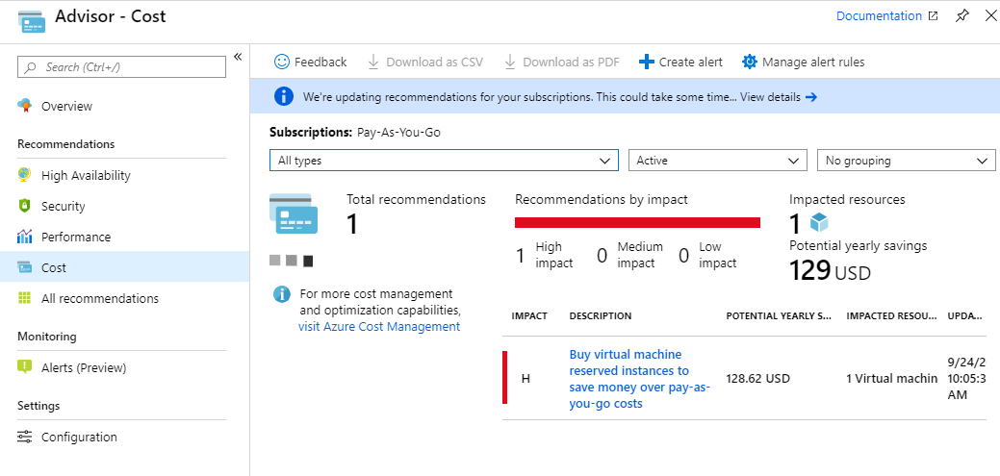 Advisor - Cost
Documentation
Search (Ctrl+/)
Overview
Recommendations
High Availability
Security
Performance
Cost
All recommendations
Monitoring
Alerts (Preview)
Settings
Configuration
Feedback Download as CSV Download as PDF Create alert Manage alert rules
We're updating recommendations for your subscriptions. This could take some time... View details
Subscriptions: Pay-As-You-Go
All types Active No grouping
Total recommendations
1
Recommendations by impact
1 High impact 0 Medium impact 0 Low impact
Impacted resources
1
Potential yearly savings
129 USD
For more cost management
and optimization capabilities,
visit Azure Cost Management
IMPACT DESCRIPTION POTENTIAL YEARLY S... IMPACTED RESOU... UPDA...
H
Buy virtual machine
reserved instances to
save money over pay-as-
you-go costs
128.62 USD
1 Virtual machin
9/24/2
10:05:3
AM